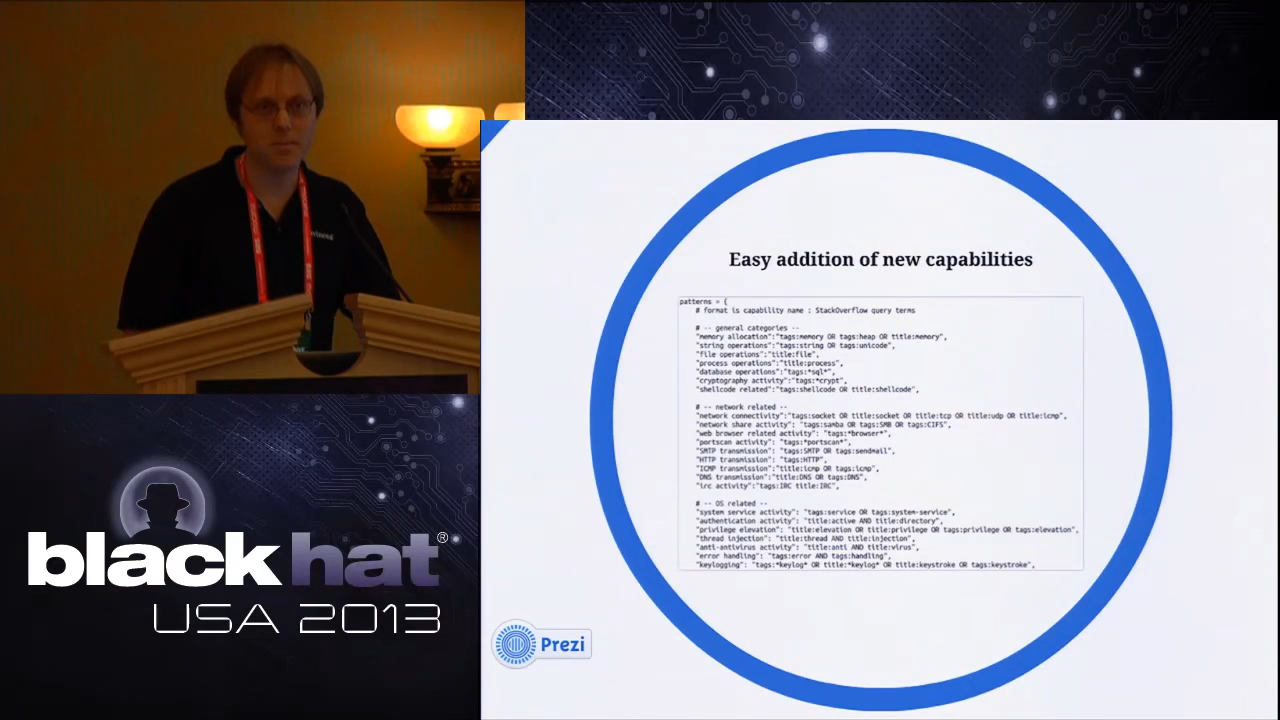 Easy addition of new capabilities
patterns = {
# format is capability name : StackOverflow query terms
# -- general categories --
"memory allocation":"tags:memory OR tags:heap OR title:memory",
"string operations":"tags:string OR tags:unicode",
"file operations":"title:file",
"process operations":"title:process",
"database operations":"tags:*sql*",
"cryptography activity":"tags:*crypt",
"shellcode related":"tags:shellcode OR title:shellcode",
# -- network related --
"network connectivity":"tags:socket OR title:socket OR title:tcp OR title:udp OR title:icmp",
"network share activity": "tags:samba OR tags:SMB OR tags:CIFS",
"web browser related activity": "tags:*browser*",
"portscan activity": "tags:*portscan*",
"SMTP transmission": "tags:SMTP OR tags:sendmail",
"HTTP transmission": "tags:HTTP",
"ICMP transmission":"title:icmp OR tags:icmp",
"DNS transmission":"title:DNS OR tags:DNS",
"irc activity":"tags:IRC title:IRC",
# -- OS related --
"system service activity": "tags:service OR tags:system-service",
"authentication activity": "title:active AND title:directory",
"privilege elevation": "title:elevation OR title:privilege OR tags:privilege OR tags:elevation",
"thread injection":"title:thread AND title:injection",
"anti-antivirus activity":"title:anti AND title:virus",
"error handling": "tags:error AND tags:handling",
"keylogging": "tags:*keylog* OR title:*keylog* OR title:keystroke OR tags:keystroke",
Prezi
black hat®
USA 2013